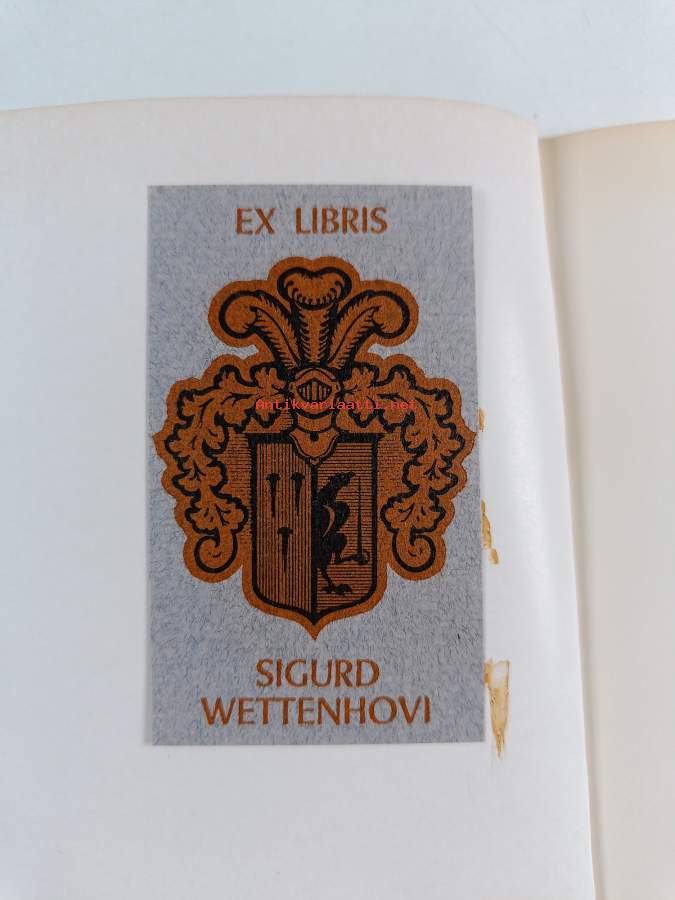 EX LIBRIS
Antikvariaatti.net
SIGURD
WETTENHOVI